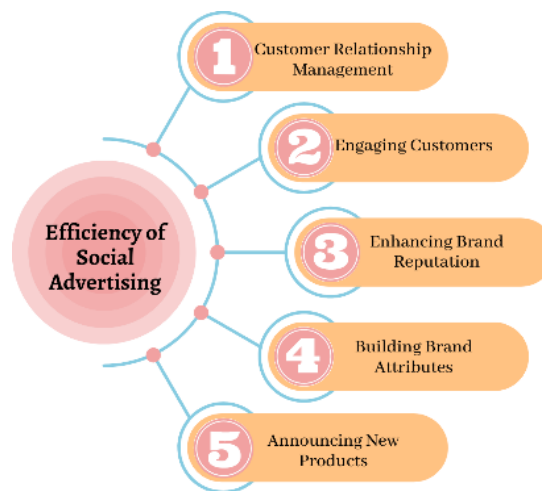 Efficiency of
Social
Advertising
1
Customer Relationship
Management
2
Engaging Customers
3
Enhancing Brand
Reputation
4
Building Brand
Attributes
5
Announcing New
Products